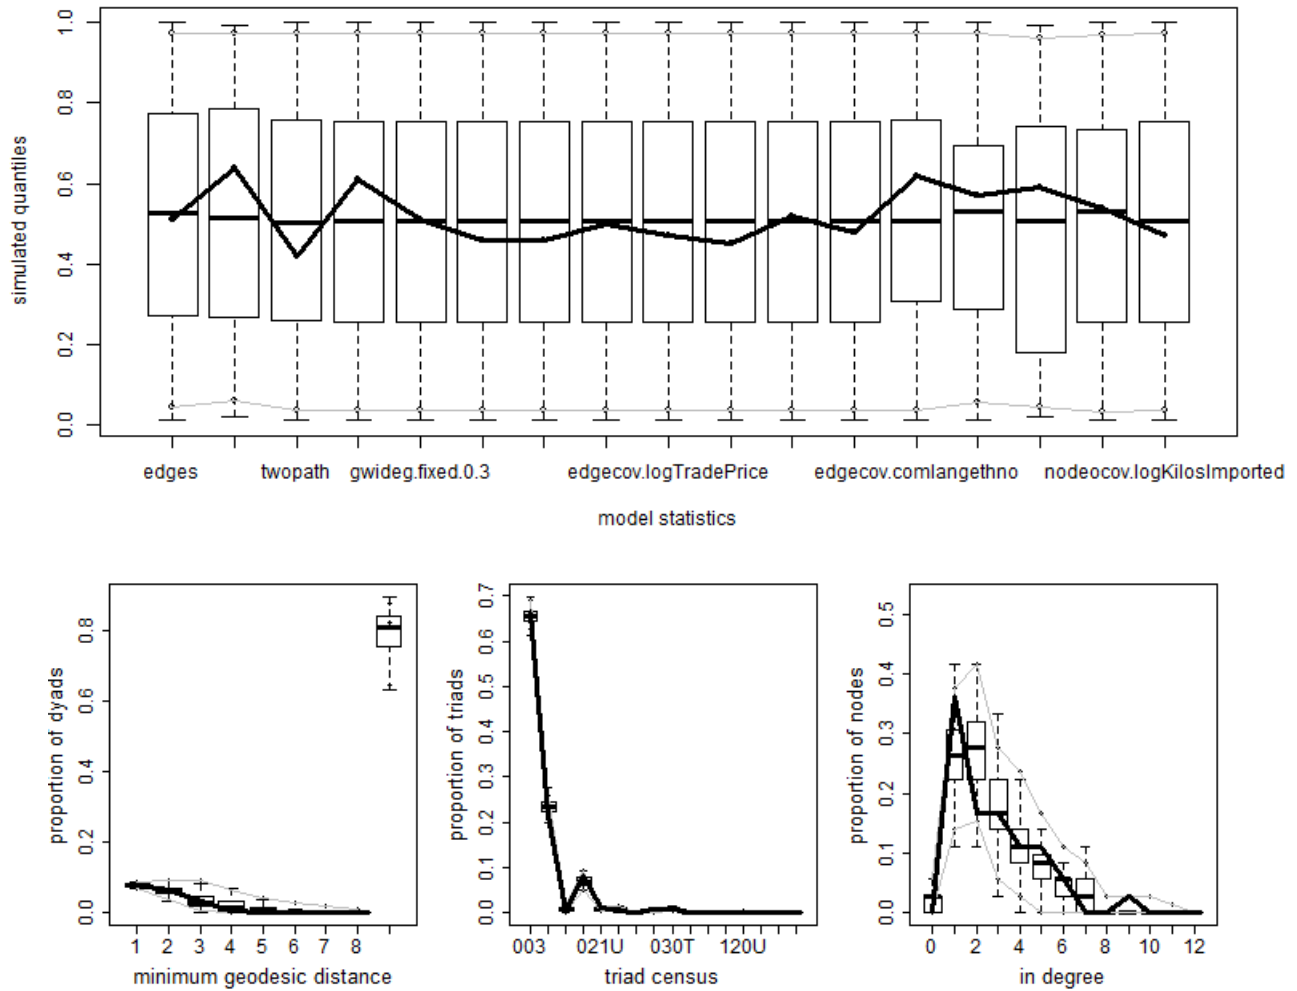 simulated quantiles
1.0
0.8
0.6
0.4
0.2
0.0
edges twopath gwideg.fixed.0.3 edgecov.logTradePrice edgecov.comlangethno nodeocov.logKilosImported
model statistics
proportion of dyads
0.8
0.6
0.4
0.2
0.0
1 2 3 4 5 6 7 8
minimum geodesic distance
proportion of triads
0.7
0.6
0.5
0.4
0.3
0.2
0.1
0.0
003 021U 030T 120U
triad census
proportion of nodes
0.5
0.4
0.3
0.2
0.1
0.0
0 2 4 6 8 10 12
in degree